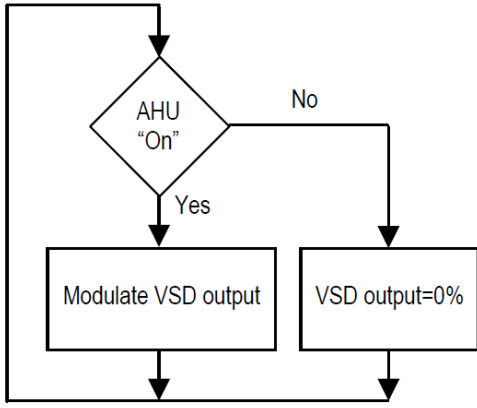 AHU
“On”
No
Yes
Modulate VSD output
VSD output=0%